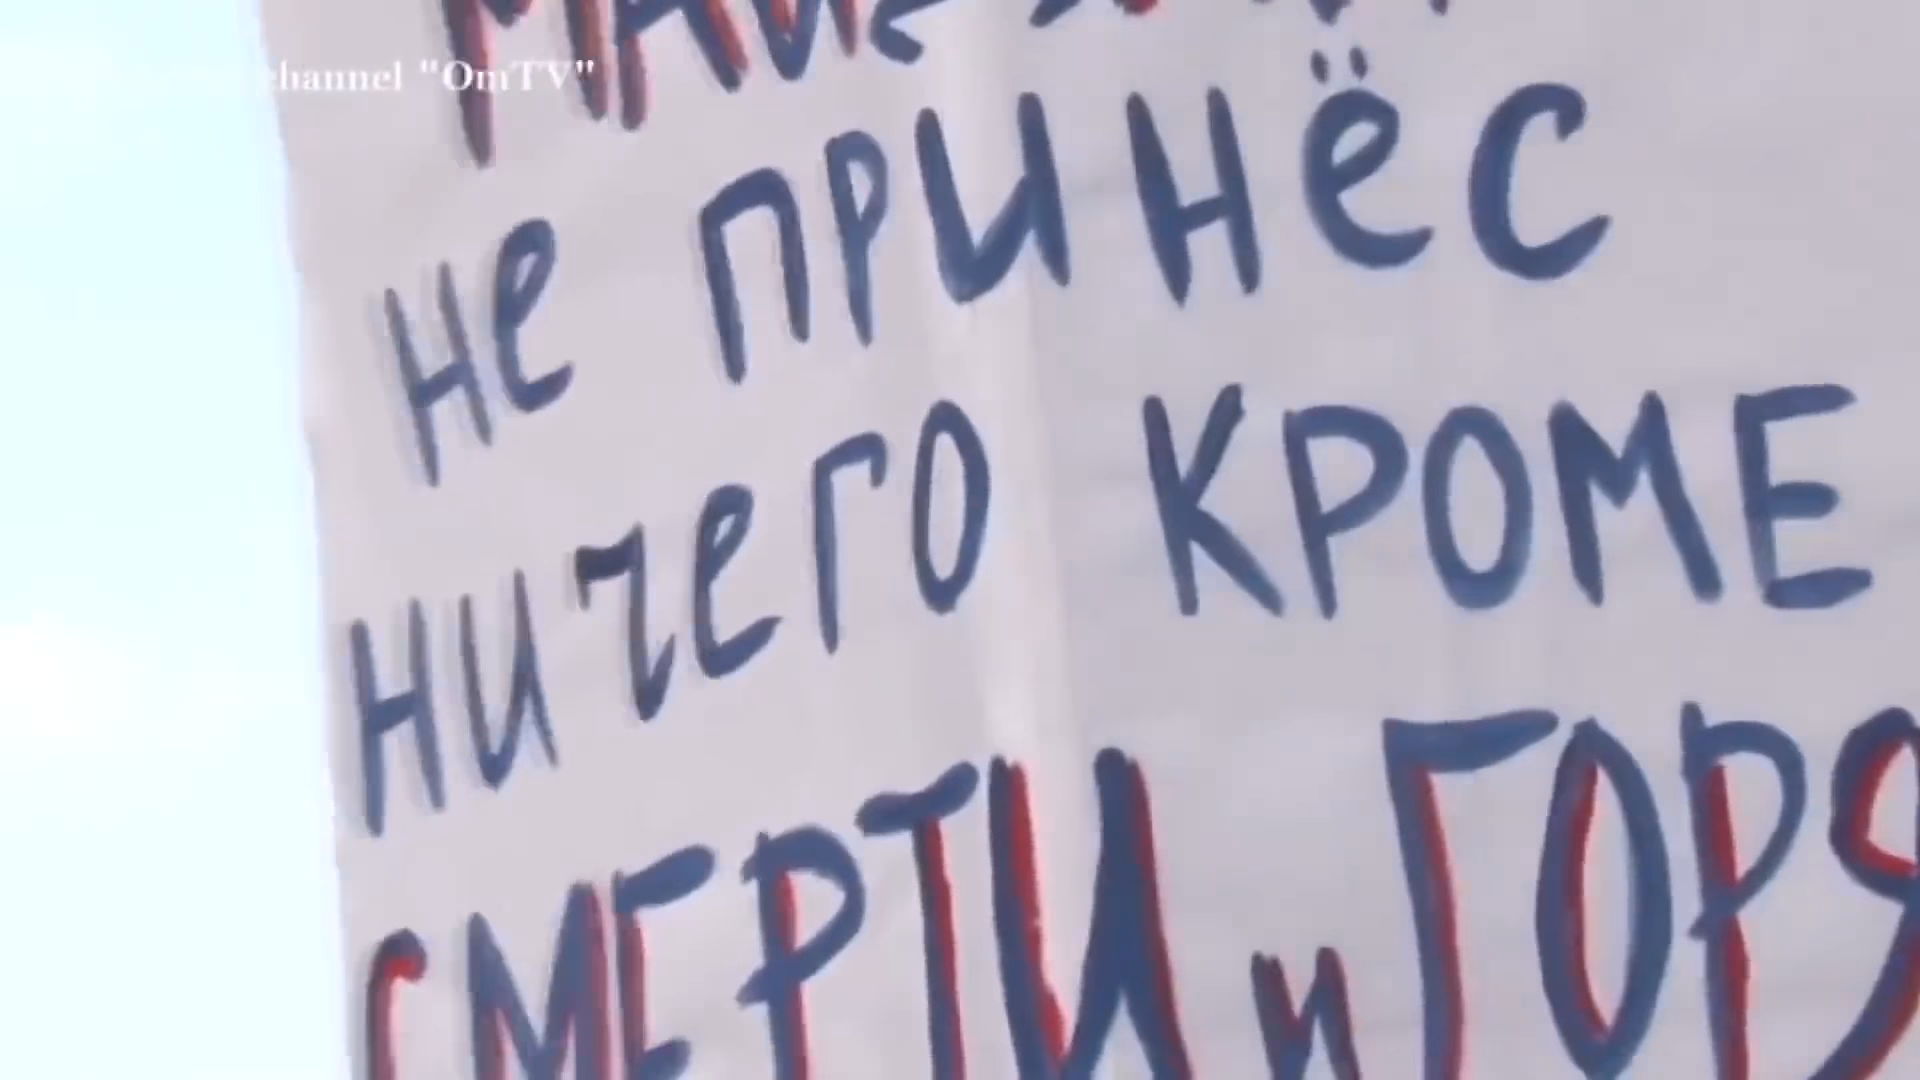 channel "OmTV"
не принёс
ничего КРОМЕ
СМЕРТИ и ГОРЯ